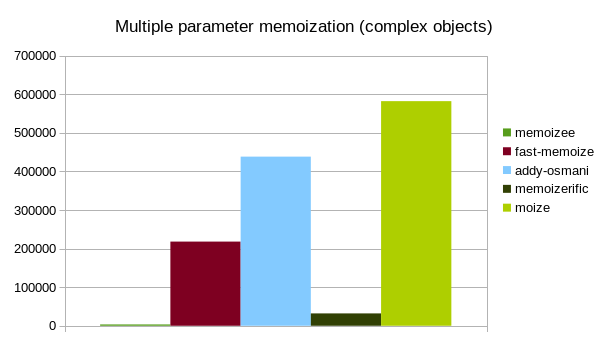 Multiple parameter memoization (complex objects)
700000
600000
500000
400000
300000
200000
100000
0
memoizee
fast-memoize
addy-osmani
memoizerific
moize